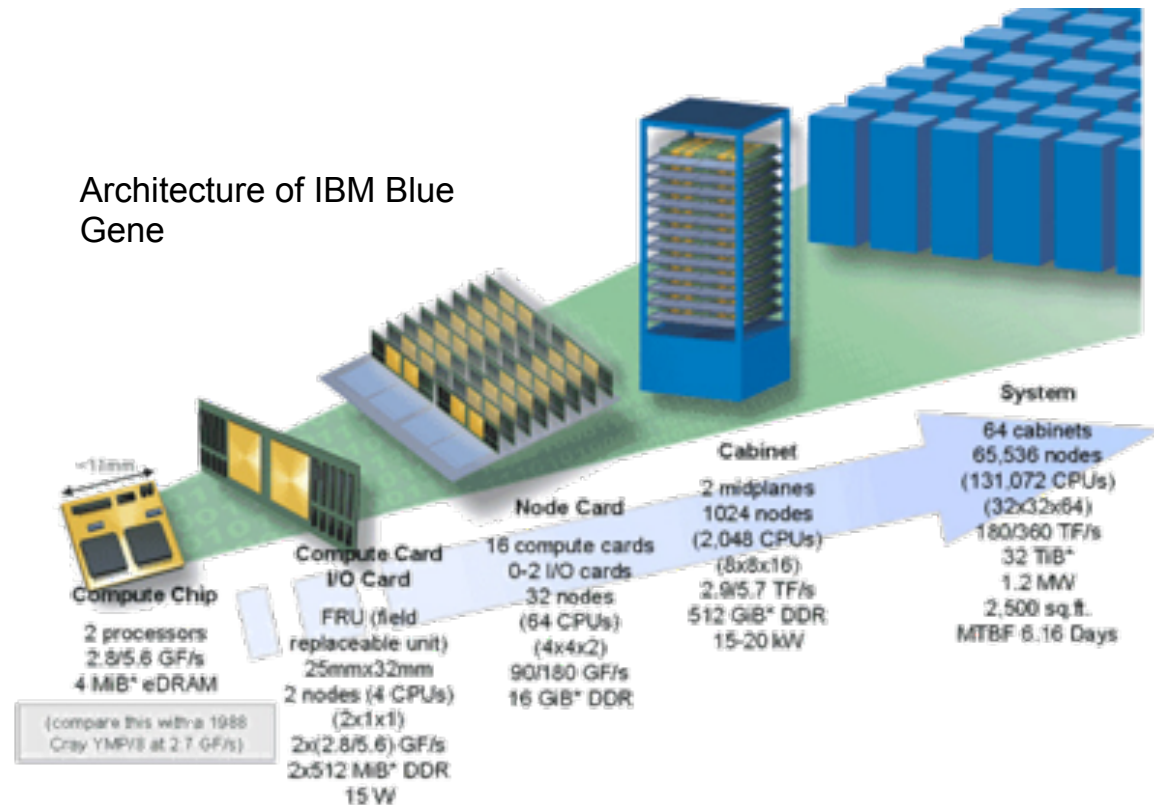 Architecture of IBM Blue
Gene
~11mm
Compute Chip
2 processors
2.8/5.6 GF/s
4 MiB* eDRAM
(compare this with a 1988
Cray YMP/8 at 2.7 GF/s)
Compute Card
I/O Card
FRU (field
replaceable unit)
25mmx32mm
2 nodes (4 CPUs)
(2x1x1)
2x(2.8/5.6) GF/s
2x512 MiB* DDR
15 W
Node Card
16 compute cards
0-2 I/O cards
32 nodes
(64 CPUs)
(4x4x2)
90/180 GF/s
16 GiB* DDR
Cabinet
2 midplanes
1024 nodes
(2,048 CPUs)
(8x8x16)
2.9/5.7 TF/s
512 GiB* DDR
15-20 kW
System
64 cabinets
65,536 nodes
(131,072 CPUs)
(32x32x64)
180/360 TF/s
32 TiB*
1.2 MW
2,500 sq.ft.
MTBF 6.16 Days